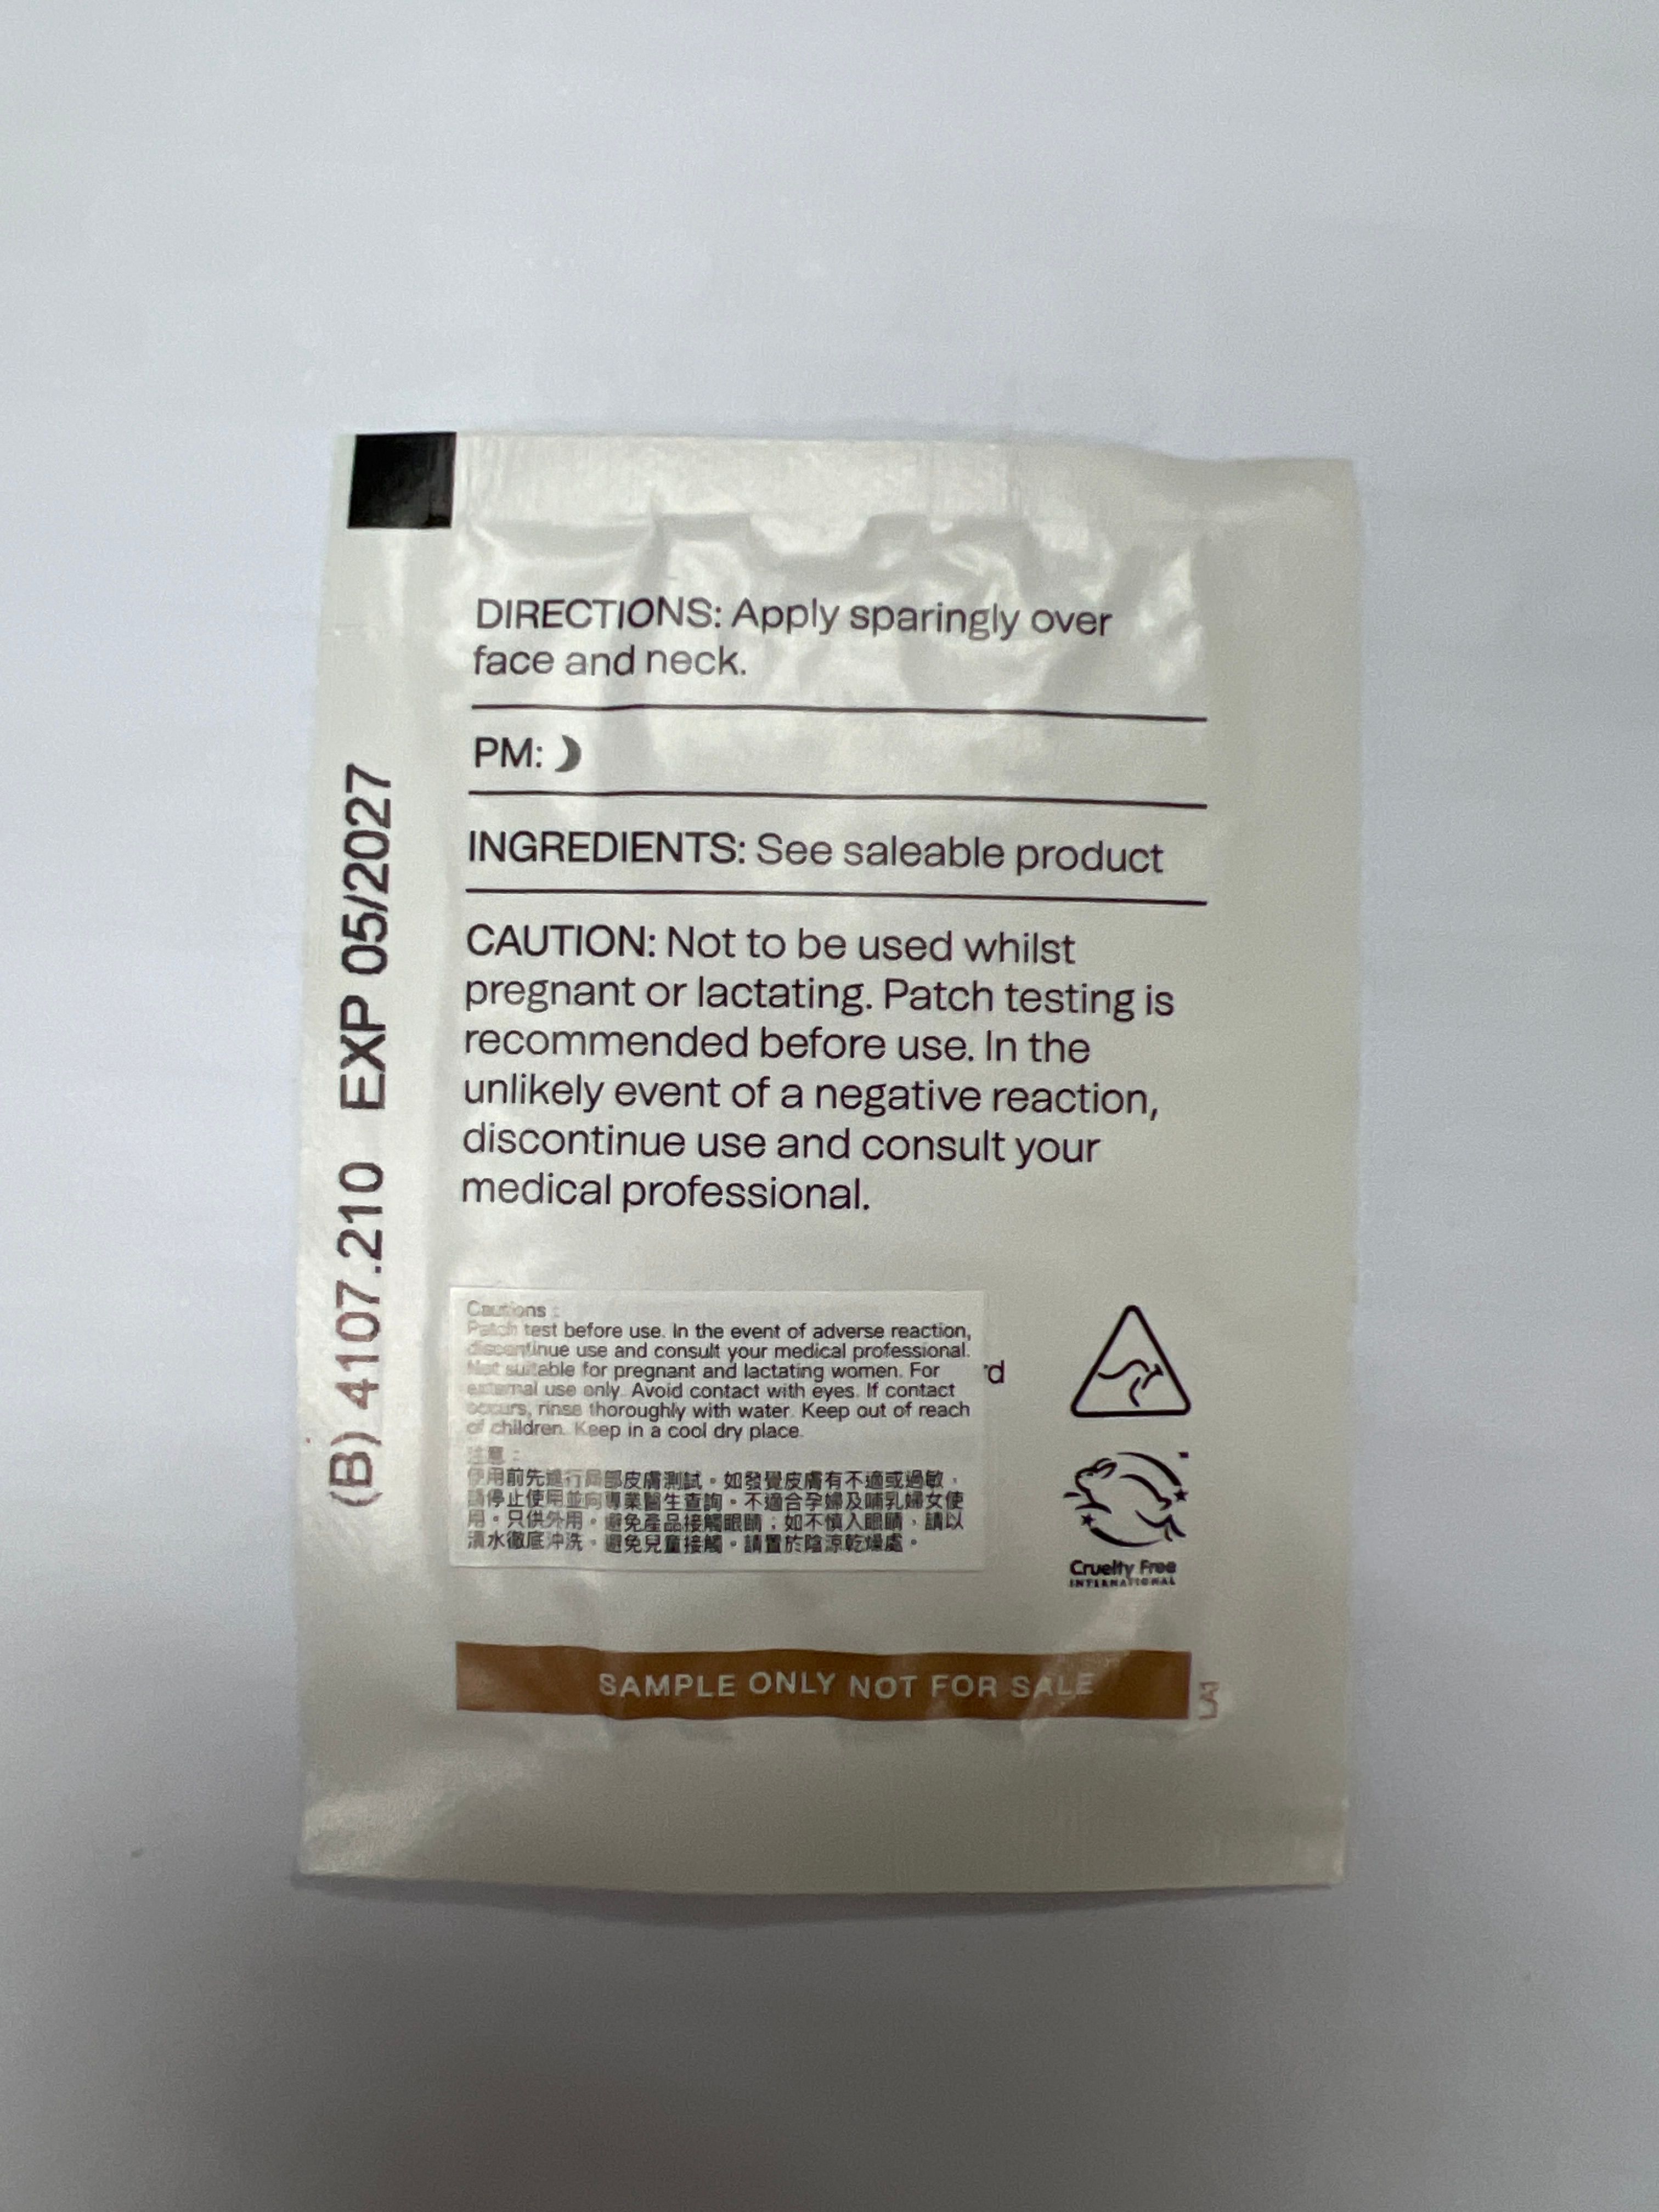 DIRECTIONS: Apply sparingly over
face and neck.
PM:
INGREDIENTS: See saleable product
CAUTION: Not to be used whilst
pregnant or lactating. Patch testing is
recommended before use. In the
unlikely event of a negative reaction,
discontinue use and consult your
medical professional.
(B) 4107.210 EXP 05/2027
Cautions :
Patch test before use. In the event of adverse reaction,
discontinue use and consult your medical professional.
Not suitable for pregnant and lactating women. For
external use only. Avoid contact with eyes. If contact
occurs, rinse thoroughly with water. Keep out of reach
of children. Keep in a cool dry place.
注意：
使用前先進行局部皮膚測試。如發覺皮膚有不適或過敏，
請停止使用並向專業醫生查詢。不適合孕婦及哺乳婦女使
用。只供外用。避免產品接觸眼睛；如不慎入眼睛，請以
清水徹底沖洗。避免兒童接觸。請置於陰涼乾燥處。
rd
Cruelty Free
INTERNATIONAL
SAMPLE ONLY NOT FOR SALE